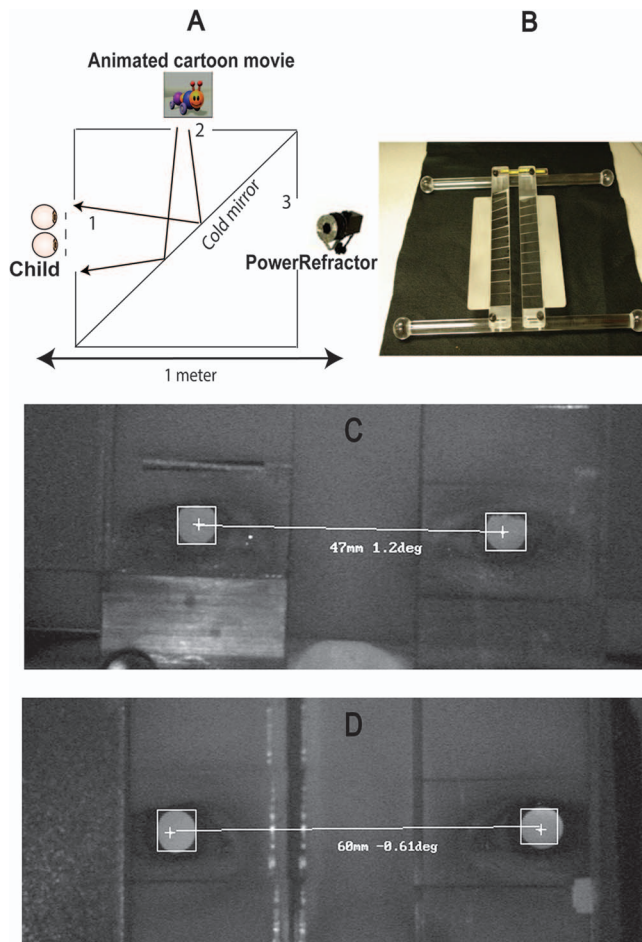 A
B
Animated cartoon movie
2
3
1
Cold mirror
Child
PowerRefractor
1 meter
C
47mm 1.2deg
D
60mm -0.61deg